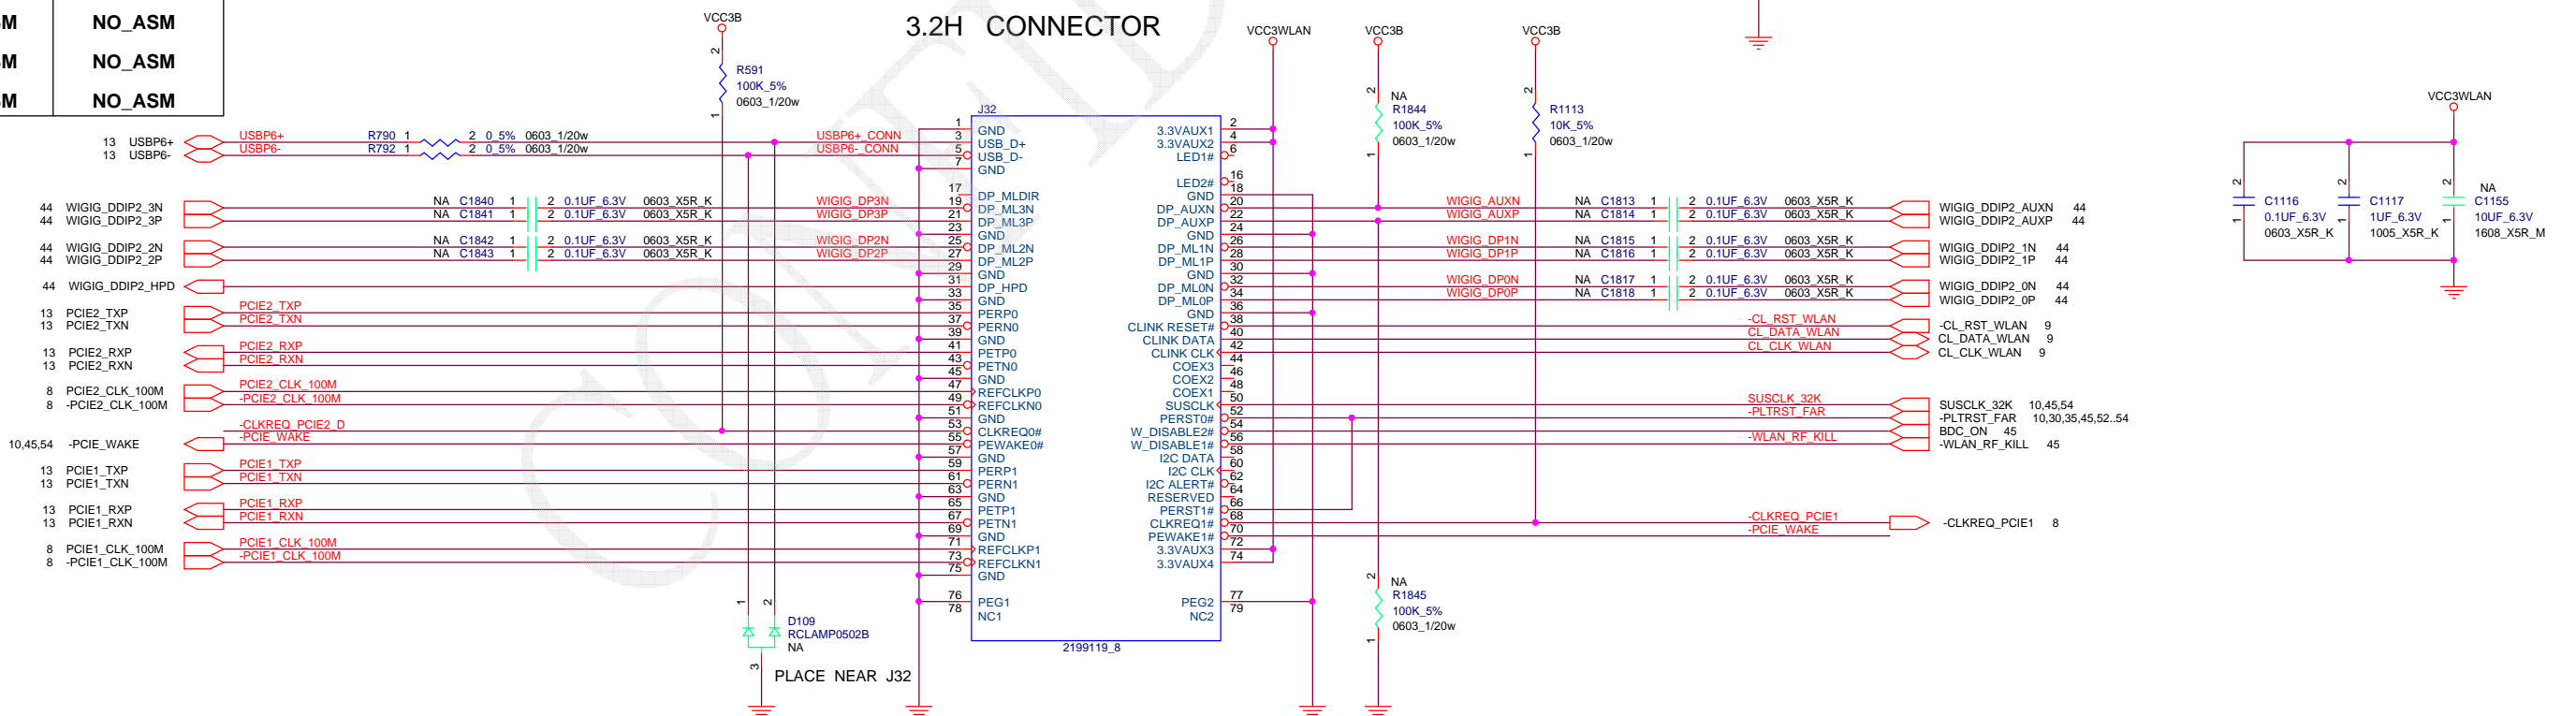 NO_ASM
NO_ASM
NO_ASM
3.2H CONNECTOR
VCC3B
2
R591
100K_5%
0603_1/20w
1
VCC3WLAN
VCC3B
2
NA
R1844
100K_5%
0603_1/20w
1
VCC3B
2
R1113
10K_5%
0603_1/20w
1
VCC3WLAN
2
C1116
0.1UF_6.3V
0603_X5R_K
1
2
C1117
1UF_6.3V
1005_X5R_K
1
2
NA
C1155
10UF_6.3V
1608_X5R_M
1
13 USBP6+ USBP6+ R790 1 2 0_5% 0603_1/20w USBP6+_CONN
13 USBP6- USBP6- R792 1 2 0_5% 0603_1/20w USBP6-_CONN
44 WIGIG_DDIP2_3N NA C1840 1 2 0.1UF_6.3V 0603_X5R_K WIGIG_DP3N
44 WIGIG_DDIP2_3P NA C1841 1 2 0.1UF_6.3V 0603_X5R_K WIGIG_DP3P
44 WIGIG_DDIP2_2N NA C1842 1 2 0.1UF_6.3V 0603_X5R_K WIGIG_DP2N
44 WIGIG_DDIP2_2P NA C1843 1 2 0.1UF_6.3V 0603_X5R_K WIGIG_DP2P
44 WIGIG_DDIP2_HPD
13 PCIE2_TXP PCIE2_TXP
13 PCIE2_TXN PCIE2_TXN
13 PCIE2_RXP PCIE2_RXP
13 PCIE2_RXN PCIE2_RXN
8 PCIE2_CLK_100M PCIE2_CLK_100M
8 -PCIE2_CLK_100M -PCIE2_CLK_100M
-CLKREQ_PCIE2_D
10,45,54 -PCIE_WAKE -PCIE_WAKE
13 PCIE1_TXP PCIE1_TXP
13 PCIE1_TXN PCIE1_TXN
13 PCIE1_RXP PCIE1_RXP
13 PCIE1_RXN PCIE1_RXN
8 PCIE1_CLK_100M PCIE1_CLK_100M
8 -PCIE1_CLK_100M -PCIE1_CLK_100M
J32
1 GND
3 USB_D+
5 USB_D-
7 GND
17 DP_MLDIR
19 DP_ML3N
21 DP_ML3P
23 GND
25 DP_ML2N
27 DP_ML2P
29 GND
31 DP_HPD
33 GND
35 PERP0
37 PERN0
39 GND
41 PETP0
43 PETN0
45 GND
47 REFCLKP0
49 REFCLKN0
51 GND
53 CLKREQ0#
55 PEWAKE0#
57 GND
59 PERP1
61 PERN1
63 GND
65 PETP1
67 PETN1
69 GND
71 REFCLKP1
73 REFCLKN1
75 GND
76 PEG1
78 NC1
3.3VAUX1 2
3.3VAUX2 4
LED1# 6
LED2# 16
GND 18
DP_AUXN 20
DP_AUXP 22
GND 24
DP_ML1N 26
DP_ML1P 28
GND 30
DP_ML0N 32
DP_ML0P 34
GND 36
CLINK RESET# 38
CLINK DATA 40
CLINK CLK 42
COEX3 44
COEX2 46
COEX1 48
SUSCLK 50
PERST0# 52
W_DISABLE2# 54
W_DISABLE1# 56
I2C DATA 58
I2C CLK 60
I2C ALERT# 62
RESERVED 64
PERST1# 66
CLKREQ1# 68
PEWAKE1# 70
3.3VAUX3 72
3.3VAUX4 74
PEG2 77
NC2 79
2199119_8
WIGIG_AUXN NA C1813 1 2 0.1UF_6.3V 0603_X5R_K WIGIG_DDIP2_AUXN 44
WIGIG_AUXP NA C1814 1 2 0.1UF_6.3V 0603_X5R_K WIGIG_DDIP2_AUXP 44
WIGIG_DP1N NA C1815 1 2 0.1UF_6.3V 0603_X5R_K WIGIG_DDIP2_1N 44
WIGIG_DP1P NA C1816 1 2 0.1UF_6.3V 0603_X5R_K WIGIG_DDIP2_1P 44
WIGIG_DP0N NA C1817 1 2 0.1UF_6.3V 0603_X5R_K WIGIG_DDIP2_0N 44
WIGIG_DP0P NA C1818 1 2 0.1UF_6.3V 0603_X5R_K WIGIG_DDIP2_0P 44
-CL_RST_WLAN -CL_RST_WLAN 9
CL_DATA_WLAN CL_DATA_WLAN 9
CL_CLK_WLAN CL_CLK_WLAN 9
SUSCLK_32K SUSCLK_32K 10,45,54
-PLTRST_FAR -PLTRST_FAR 10,30,35,45,52..54
BDC_ON 45
-WLAN_RF_KILL -WLAN_RF_KILL 45
-CLKREQ_PCIE1 -CLKREQ_PCIE1 8
-PCIE_WAKE
1
2
D109
RCLAMP0502B
NA
3
PLACE NEAR J32
2
NA
R1845
100K_5%
0603_1/20w
1